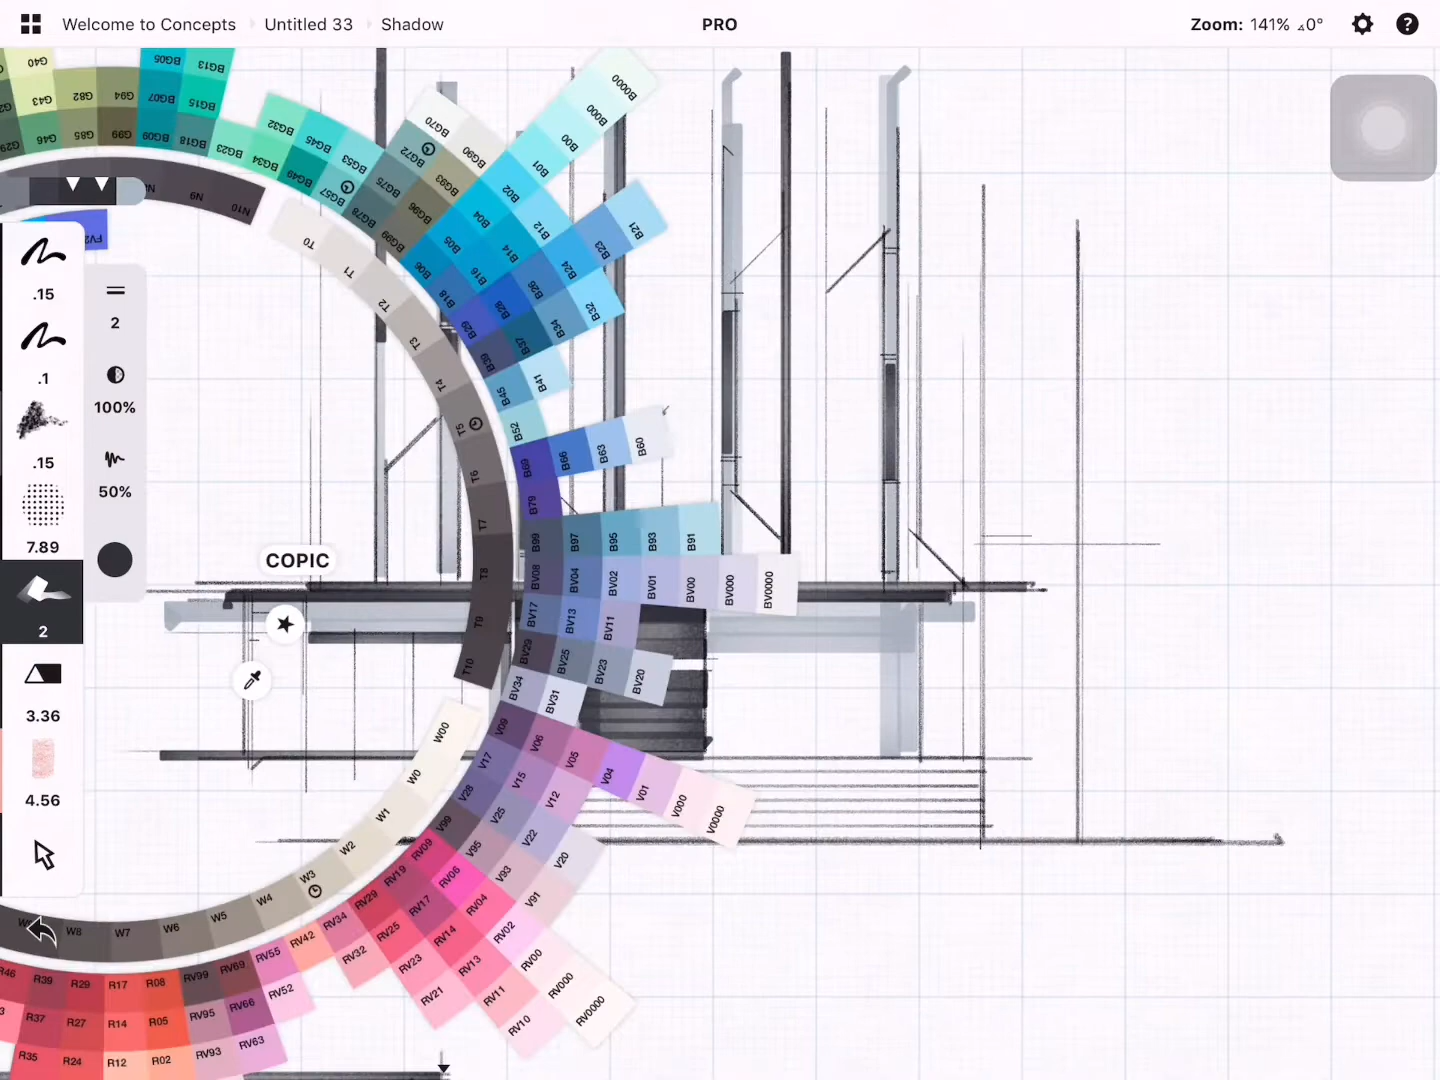 Welcome to Concepts
Untitled 33
Shadow
PRO
Zoom: 141% ⊿0°
G40
G43
G82
G94
BG05
BG13
BG07
BG15
G46
G85
G99
BG09
BG18
BG23
BG34
BG32
BG45
BG53
BG49
BG57
BG70
BG72
BG90
BG75
BG93
BG78
BG96
BG99
B0000
B000
B00
B01
B02
B04
B05
B06
B12
B14
B16
B18
B21
B23
B24
B26
B28
B29
B32
B34
B37
B39
B41
B45
B52
B60
B63
B66
B69
B79
B99
B97
B95
B93
B91
BV08
BV04
BV02
BV01
BV00
BV000
BV0000
BV17
BV13
BV11
BV29
BV25
BV23
BV20
BV34
BV31
V09
V06
V05
V04
V01
V000
V0000
V17
V15
V12
V28
V25
V22
V20
V99
V95
V93
V91
RV09
RV06
RV04
RV02
RV00
RV000
RV0000
RV19
RV17
RV14
RV13
RV11
RV10
RV29
RV25
RV23
RV21
RV34
RV32
RV42
RV55
RV52
RV69
RV66
RV63
RV99
RV95
RV93
R08
R05
R02
R17
R14
R12
R29
R27
R24
R39
R37
R35
N9
N10
T0
T1
T2
T3
T4
T5
T6
T7
T8
T9
T10
W00
W0
W1
W2
W3
W4
W5
W6
W7
W8
COPIC
.15
.1
.15
7.89
2
3.36
4.56
2
100%
50%